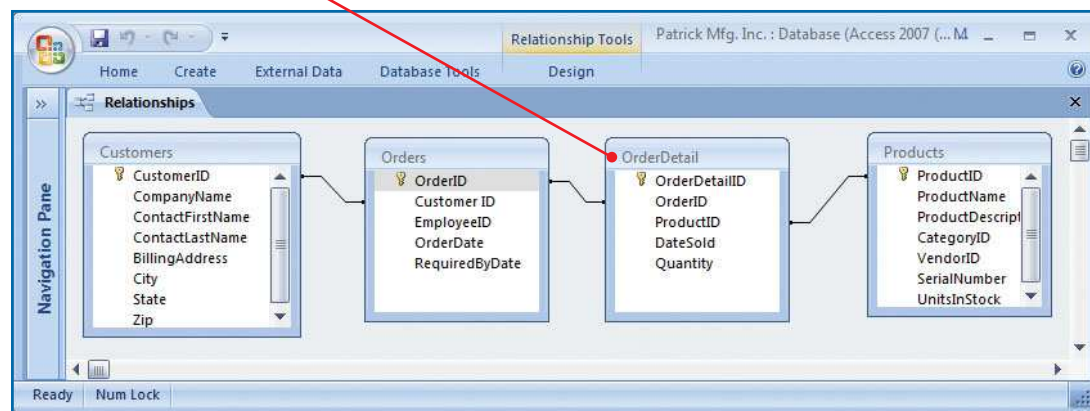 Relationship Tools
Patrick Mfg. Inc. : Database (Access 2007 (...
Home Create External Data Database Tools Design
Relationships
Navigation Pane
Customers
CustomerID
CompanyName
ContactFirstName
ContactLastName
BillingAddress
City
State
Zip
Orders
OrderID
Customer ID
EmployeeID
OrderDate
RequiredByDate
OrderDetail
OrderDetailID
OrderID
ProductID
DateSold
Quantity
Products
ProductID
ProductName
ProductDescript
CategoryID
VendorID
SerialNumber
UnitsInStock
Ready Num Lock